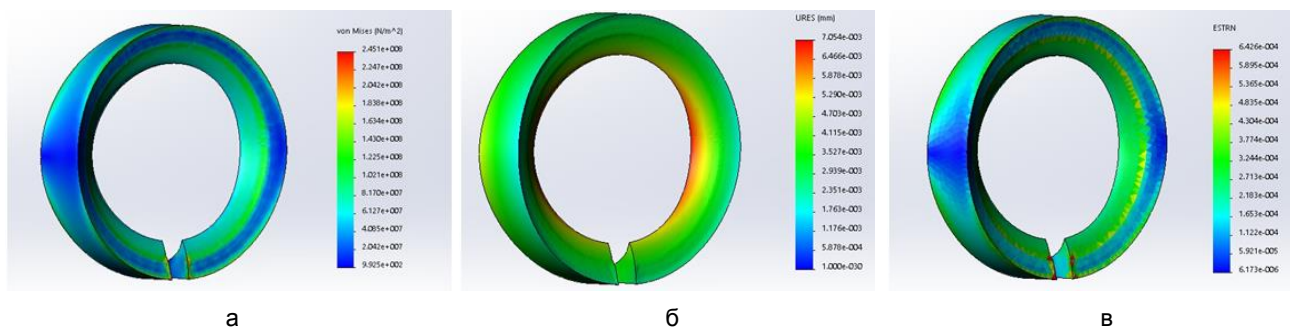 von Mises (N/m^2)
2.451e+008
2.247e+008
2.042e+008
1.838e+008
1.634e+008
1.430e+008
1.225e+008
1.021e+008
8.170e+007
6.127e+007
4.085e+007
2.042e+007
9.925e+002
URES (mm)
7.054e-003
6.466e-003
5.878e-003
5.290e-003
4.703e-003
4.115e-003
3.527e-003
2.939e-003
2.351e-003
1.763e-003
1.176e-003
5.878e-004
1.000e-030
ESTRN
6.426e-004
5.895e-004
5.365e-004
4.835e-004
4.304e-004
3.774e-004
3.244e-004
2.713e-004
2.183e-004
1.653e-004
1.122e-004
5.921e-005
6.173e-006
а
б
в